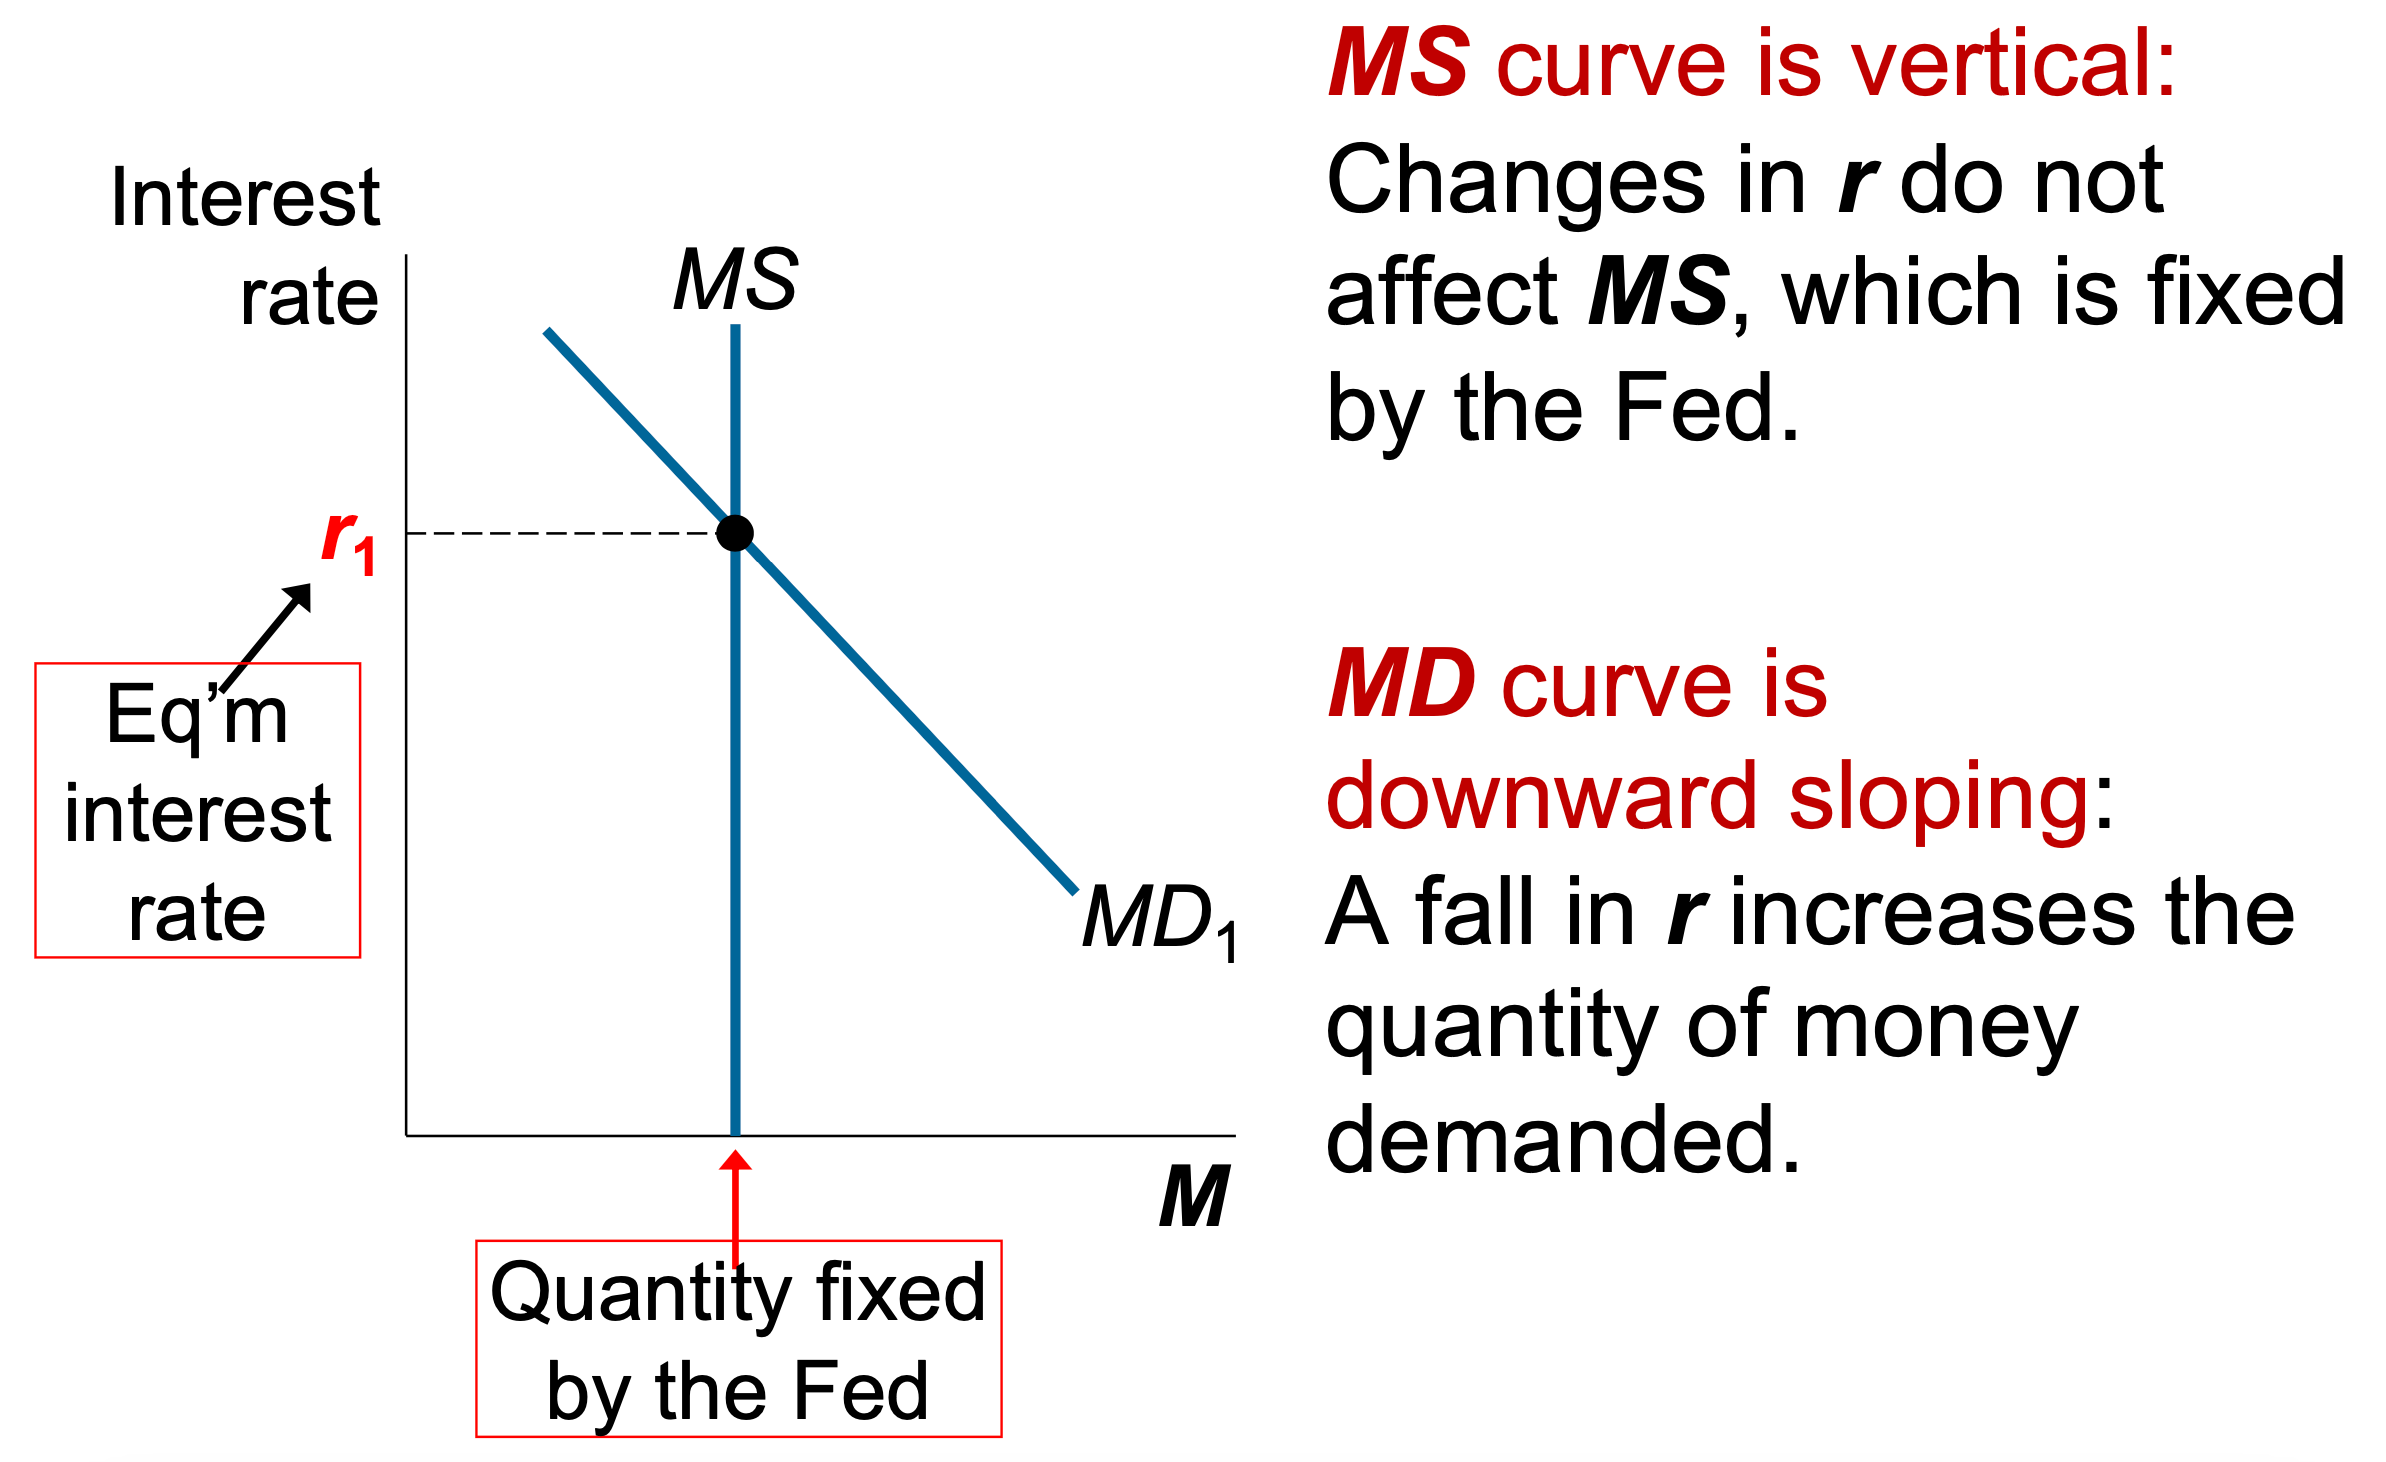 Interest
rate
MS
r1
Eq’m
interest
rate
MD1
M
Quantity fixed
by the Fed
MS curve is vertical:
Changes in r do not
affect MS, which is fixed
by the Fed.
MD curve is
downward sloping:
A fall in r increases the
quantity of money
demanded.